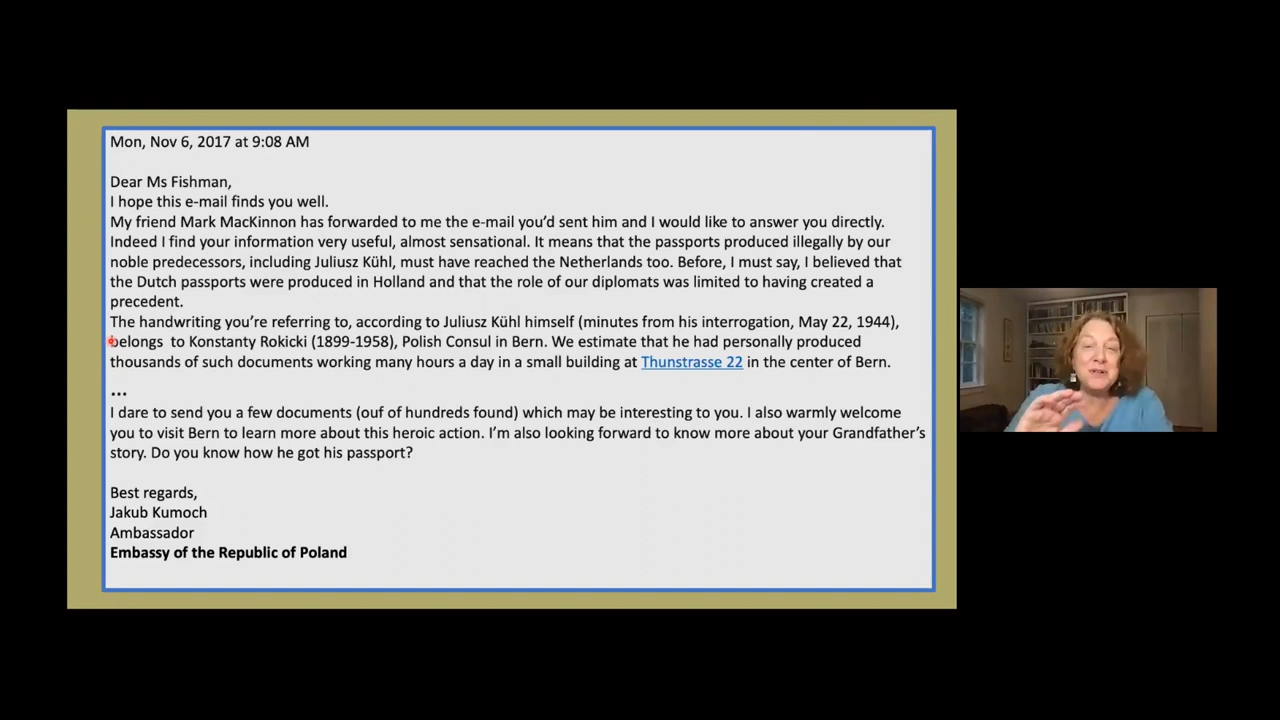 Mon, Nov 6, 2017 at 9:08 AM
Dear Ms Fishman,
I hope this e-mail finds you well.
My friend Mark MacKinnon has forwarded to me the e-mail you'd sent him and I would like to answer you directly.
Indeed I find your information very useful, almost sensational. It means that the passports produced illegally by our
noble predecessors, including Juliusz Kühl, must have reached the Netherlands too. Before, I must say, I believed that
the Dutch passports were produced in Holland and that the role of our diplomats was limited to having created a
precedent.
The handwriting you're referring to, according to Juliusz Kühl himself (minutes from his interrogation, May 22, 1944),
belongs to Konstanty Rokicki (1899-1958), Polish Consul in Bern. We estimate that he had personally produced
thousands of such documents working many hours a day in a small building at Thunstrasse 22 in the center of Bern.
...
I dare to send you a few documents (ouf of hundreds found) which may be interesting to you. I also warmly welcome
you to visit Bern to learn more about this heroic action. I'm also looking forward to know more about your Grandfather's
story. Do you know how he got his passport?
Best regards,
Jakub Kumoch
Ambassador
Embassy of the Republic of Poland